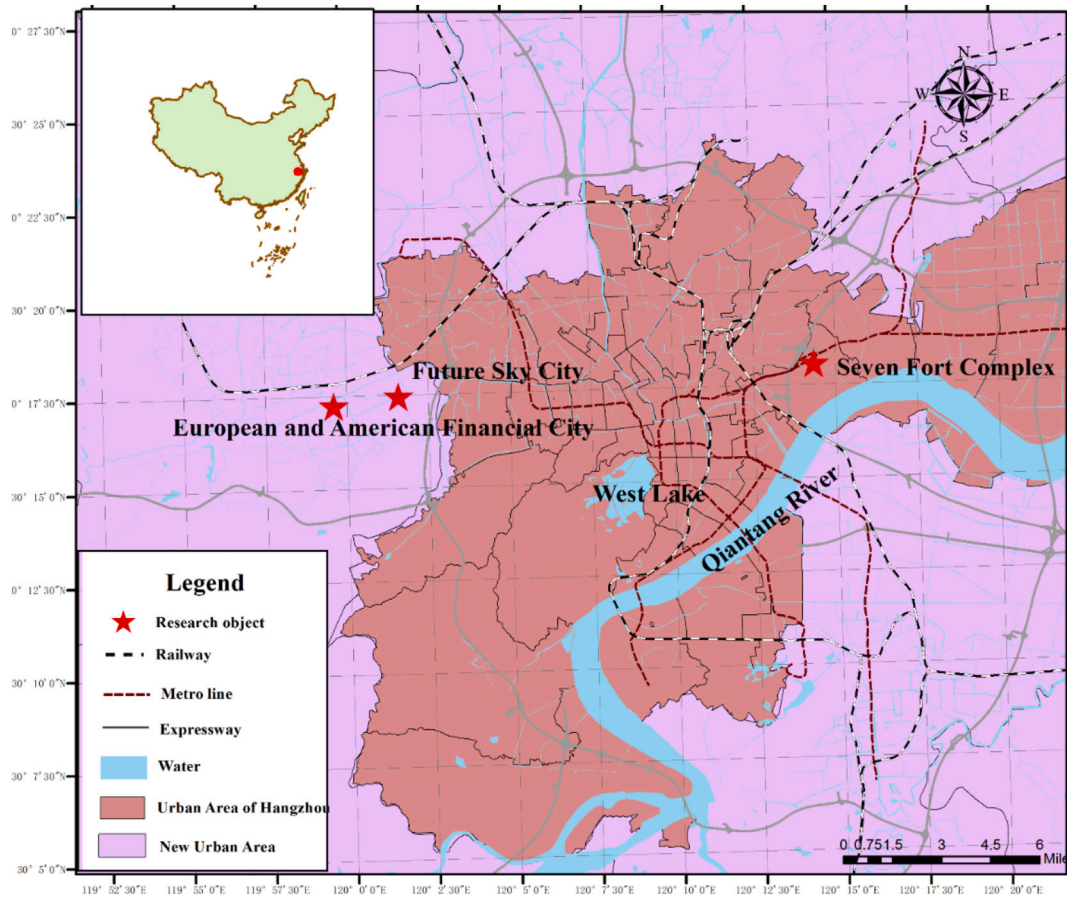 0° 27′30″N
30° 25′0″N
0° 22′30″N
30° 20′0″N
0° 17′30″N
30° 15′0″N
0° 12′30″N
30° 10′0″N
30° 7′30″N
30° 5′0″N
N
W
E
S
Future Sky City
Seven Fort Complex
European and American Financial City
West Lake
Qiantang River
Legend
Research object
Railway
Metro line
Expressway
Water
Urban Area of Hangzhou
New Urban Area
0 0.751.5 3 4.5 6
Mile
119° 52′30″E
119° 55′0″E
119° 57′30″E
120° 0′0″E
120° 2′30″E
120° 5′0″E
120° 7′30″E
120° 10′0″E
120° 12′30″E
120° 15′0″E
120° 17′30″E
120° 20′0″E